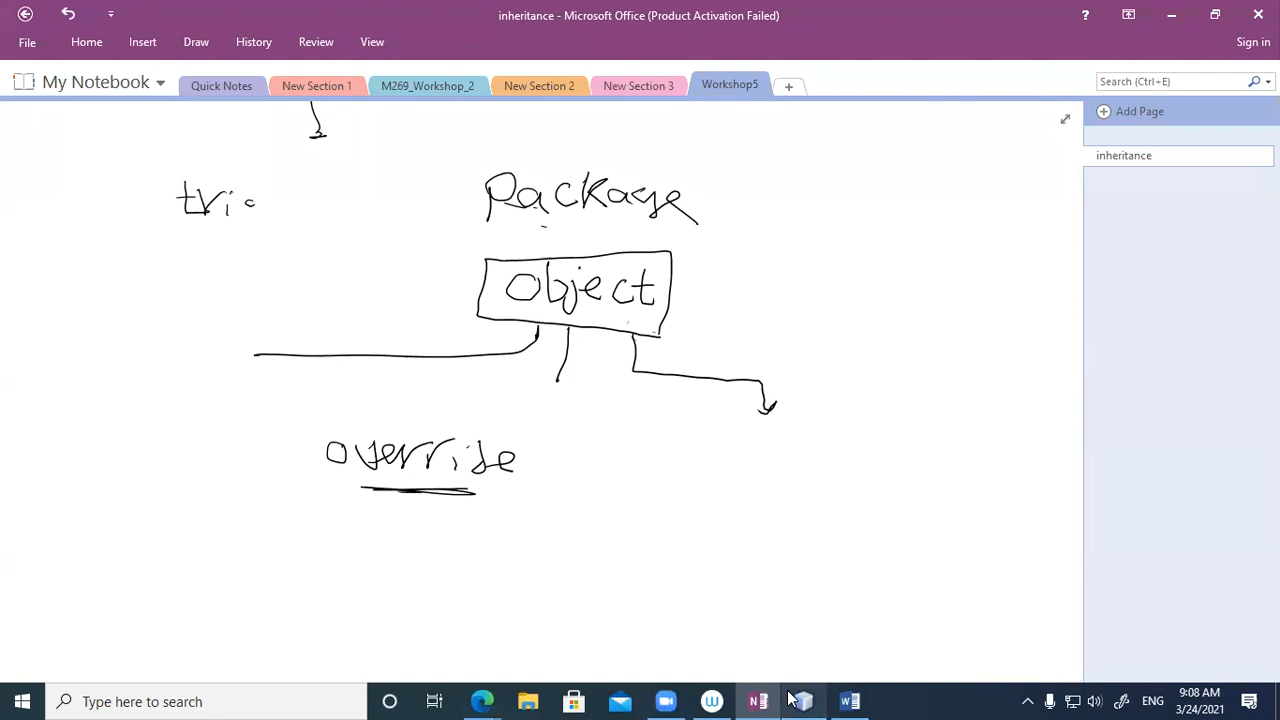 inheritance - Microsoft Office (Product Activation Failed)
?
File Home Insert Draw History Review View
Sign in
My Notebook
Quick Notes New Section 1 M269_Workshop_2 New Section 2 New Section 3 Workshop5 +
Search (Ctrl+E)
Add Page
inheritance
Package
Object
override
Type here to search
ENG
9:08 AM
3/24/2021